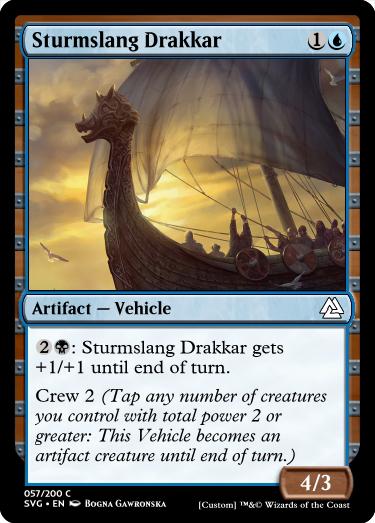 Sturmslang Drakkar 1
Artifact — Vehicle
2: Sturmslang Drakkar gets
+1/+1 until end of turn.
Crew 2 (Tap any number of creatures
you control with total power 2 or
greater: This Vehicle becomes an
artifact creature until end of turn.)
4/3
057/200 C
SVG • EN Bogna Gawronska
[Custom] ™&© Wizards of the Coast